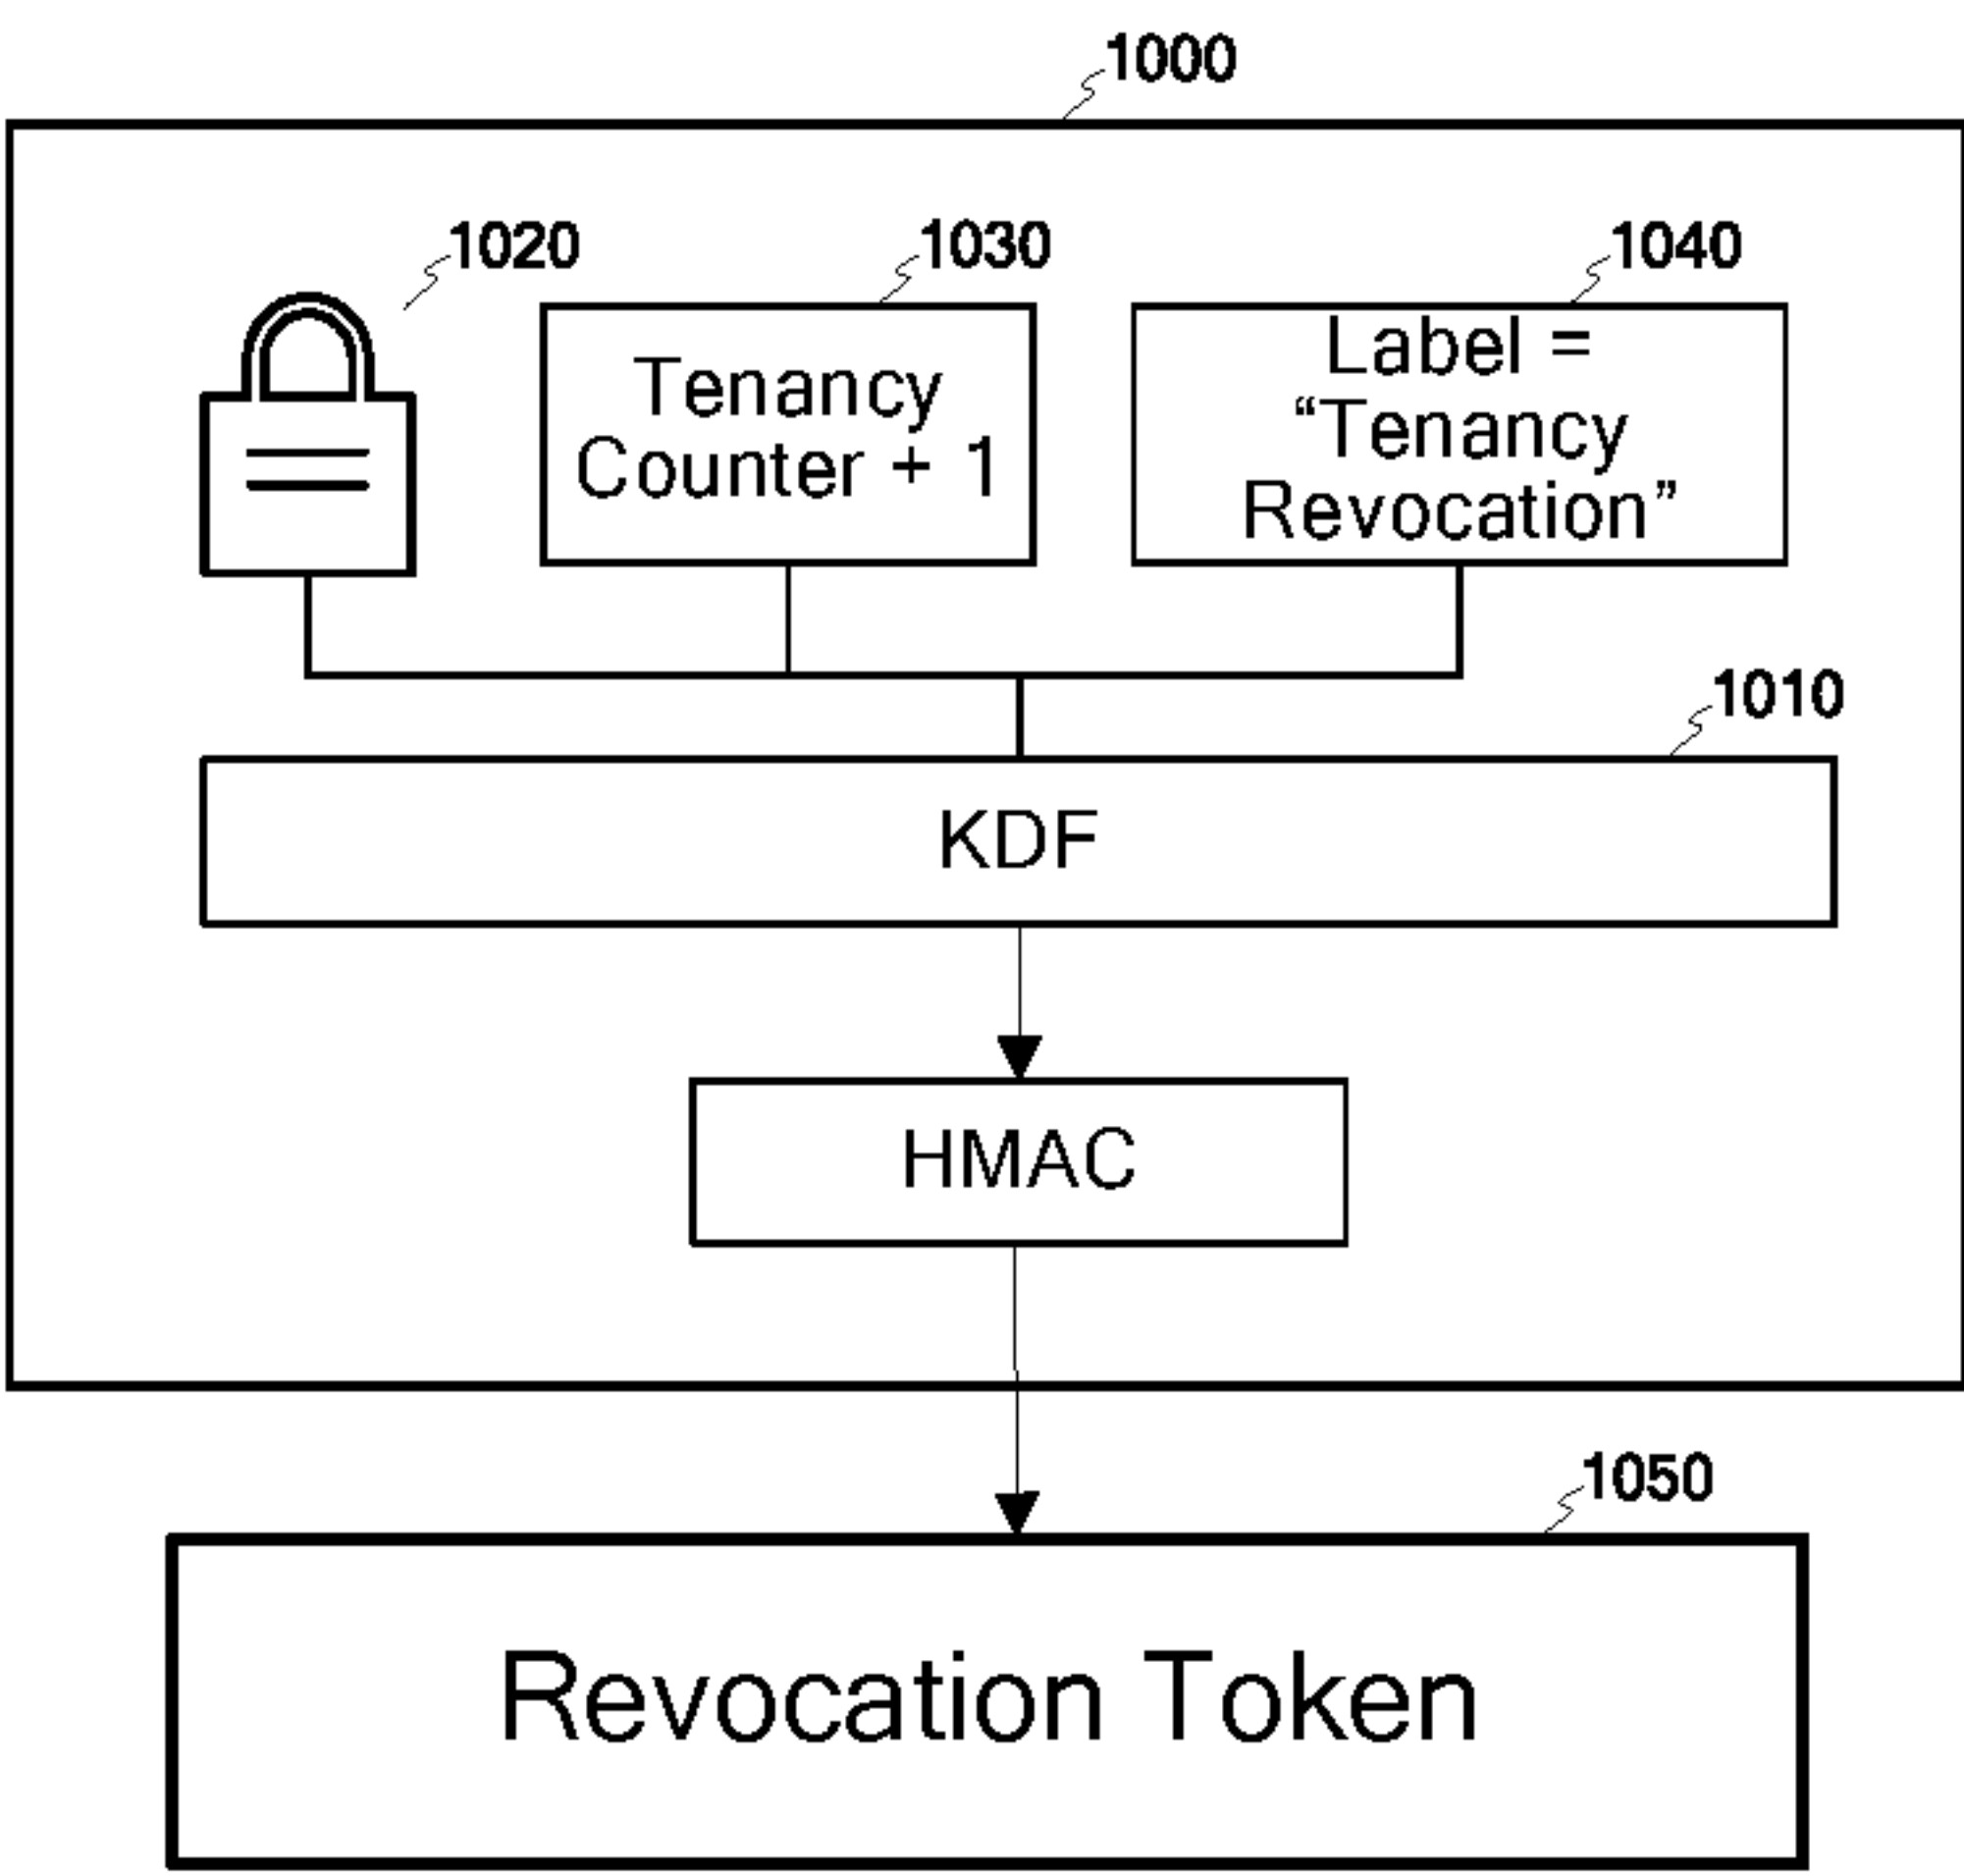 1000
1020
1030
1040
Tenancy
Counter + 1
Label =
“Tenancy
Revocation”
1010
KDF
HMAC
1050
Revocation Token